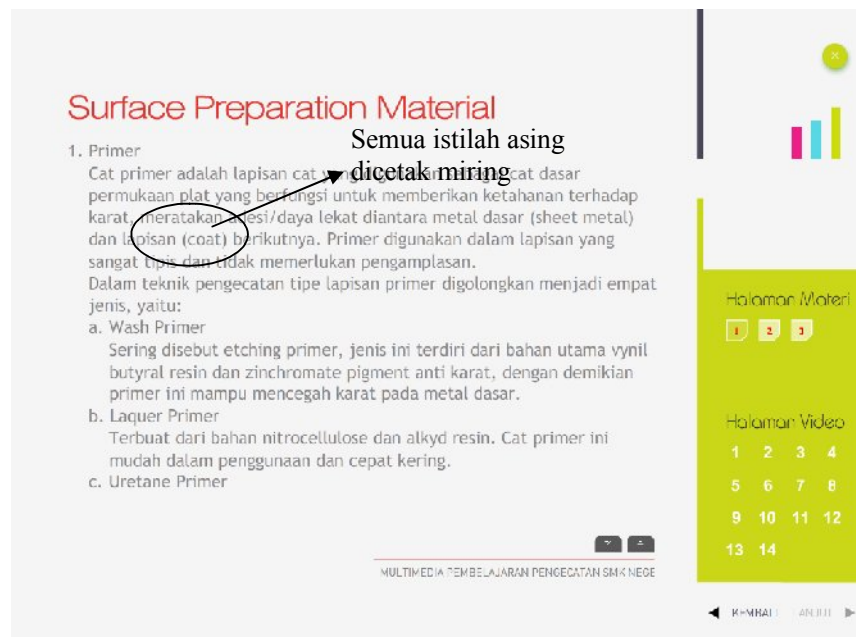 Surface Preparation Material
Semua istilah asing
dicetak miring
1. Primer
Cat primer adalah lapisan cat yang digunakan sebagai cat dasar
permukaan plat yang berfungsi untuk memberikan ketahanan terhadap
karat, meratakan adesi/daya lekat diantara metal dasar (sheet metal)
dan lapisan (coat) berikutnya. Primer digunakan dalam lapisan yang
sangat tipis dan tidak memerlukan pengamplasan.
Dalam teknik pengecatan tipe lapisan primer digolongkan menjadi empat
jenis, yaitu:
a. Wash Primer
Sering disebut etching primer, jenis ini terdiri dari bahan utama vynil
butyral resin dan zinchromate pigment anti karat, dengan demikian
primer ini mampu mencegah karat pada metal dasar.
b. Laquer Primer
Terbuat dari bahan nitrocellulose dan alkyd resin. Cat primer ini
mudah dalam penggunaan dan cepat kering.
c. Uretane Primer
MULTIMEDIA PEMBELAJARAN PENGECATAN SMK NEGE
Halaman Materi
1 2 3
Halaman Video
1 2 3 4
5 6 7 8
9 10 11 12
13 14
KEMBALI LANJUT